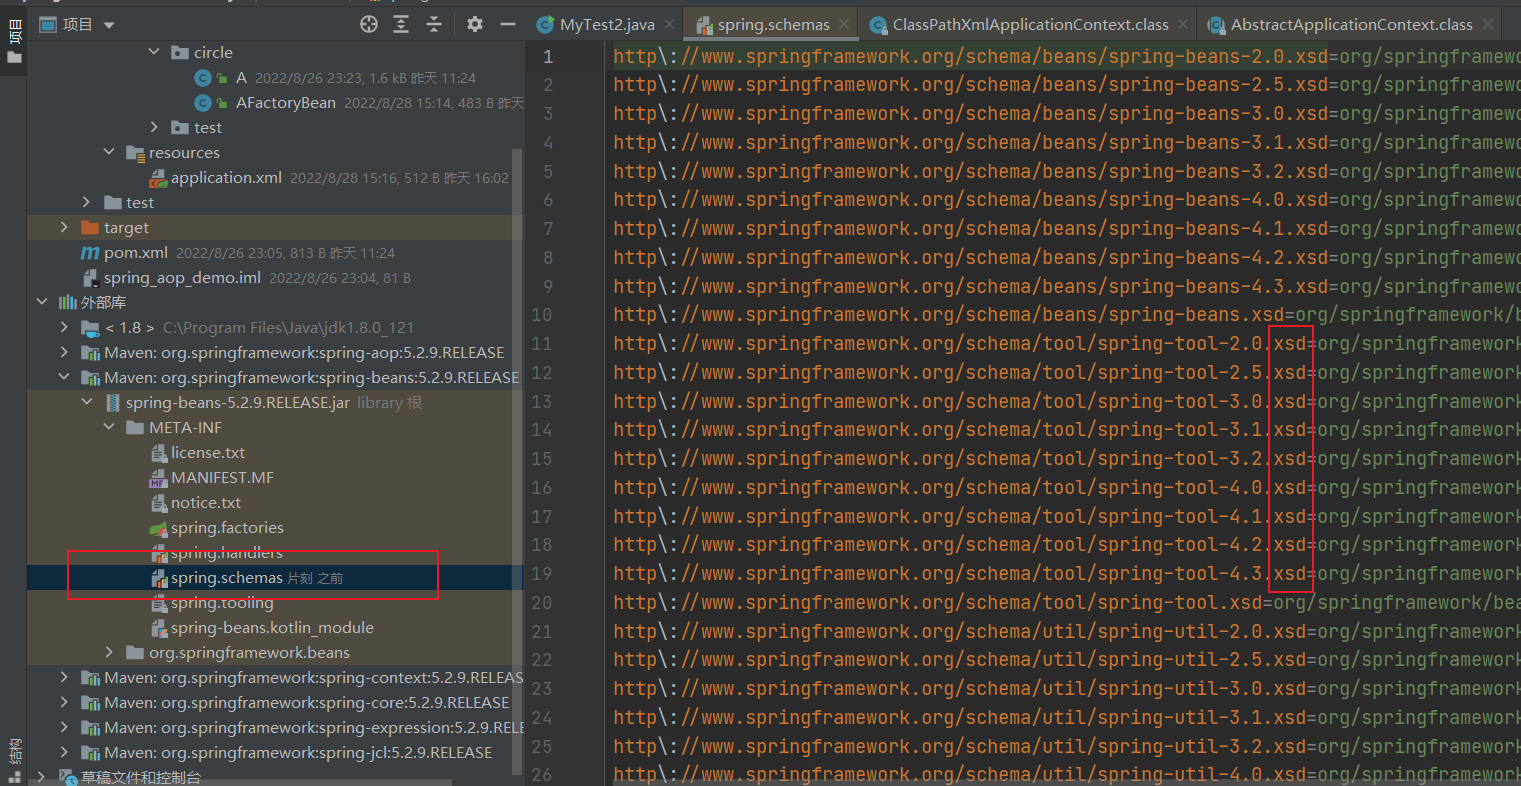 项目
MyTest2.java
spring.schemas
ClassPathXmlApplicationContext.class
AbstractApplicationContext.class
项目
circle
A 2022/8/26 23:23, 1.6 kB 昨天 11:24
AFactoryBean 2022/8/28 15:14, 483 B 昨天
test
resources
application.xml 2022/8/28 15:16, 512 B 昨天 16:02
test
target
pom.xml 2022/8/26 23:05, 813 B 昨天 11:24
spring_aop_demo.iml 2022/8/26 23:04, 81 B
外部库
< 1.8 > C:\Program Files\Java\jdk1.8.0_121
Maven: org.springframework:spring-aop:5.2.9.RELEASE
Maven: org.springframework:spring-beans:5.2.9.RELEASE
spring-beans-5.2.9.RELEASE.jar library 根
META-INF
license.txt
MANIFEST.MF
notice.txt
spring.factories
spring.handlers
spring.schemas 片刻 之前
spring.tooling
spring-beans.kotlin_module
org.springframework.beans
Maven: org.springframework:spring-context:5.2.9.RELEAS
Maven: org.springframework:spring-core:5.2.9.RELEASE
Maven: org.springframework:spring-expression:5.2.9.RELE
Maven: org.springframework:spring-jcl:5.2.9.RELEASE
草稿文件和控制台
结构
1 http\://www.springframework.org/schema/beans/spring-beans-2.0.xsd=org/springframewo
2 http\://www.springframework.org/schema/beans/spring-beans-2.5.xsd=org/springframewo
3 http\://www.springframework.org/schema/beans/spring-beans-3.0.xsd=org/springframewo
4 http\://www.springframework.org/schema/beans/spring-beans-3.1.xsd=org/springframewo
5 http\://www.springframework.org/schema/beans/spring-beans-3.2.xsd=org/springframewo
6 http\://www.springframework.org/schema/beans/spring-beans-4.0.xsd=org/springframewo
7 http\://www.springframework.org/schema/beans/spring-beans-4.1.xsd=org/springframewo
8 http\://www.springframework.org/schema/beans/spring-beans-4.2.xsd=org/springframewo
9 http\://www.springframework.org/schema/beans/spring-beans-4.3.xsd=org/springframewo
10 http\://www.springframework.org/schema/beans/spring-beans.xsd=org/springframework/b
11 http\://www.springframework.org/schema/tool/spring-tool-2.0.xsd=org/springframework
12 http\://www.springframework.org/schema/tool/spring-tool-2.5.xsd=org/springframework
13 http\://www.springframework.org/schema/tool/spring-tool-3.0.xsd=org/springframework
14 http\://www.springframework.org/schema/tool/spring-tool-3.1.xsd=org/springframework
15 http\://www.springframework.org/schema/tool/spring-tool-3.2.xsd=org/springframework
16 http\://www.springframework.org/schema/tool/spring-tool-4.0.xsd=org/springframework
17 http\://www.springframework.org/schema/tool/spring-tool-4.1.xsd=org/springframework
18 http\://www.springframework.org/schema/tool/spring-tool-4.2.xsd=org/springframework
19 http\://www.springframework.org/schema/tool/spring-tool-4.3.xsd=org/springframework
20 http\://www.springframework.org/schema/tool/spring-tool.xsd=org/springframework/bea
21 http\://www.springframework.org/schema/util/spring-util-2.0.xsd=org/springframework
22 http\://www.springframework.org/schema/util/spring-util-2.5.xsd=org/springframework
23 http\://www.springframework.org/schema/util/spring-util-3.0.xsd=org/springframework
24 http\://www.springframework.org/schema/util/spring-util-3.1.xsd=org/springframework
25 http\://www.springframework.org/schema/util/spring-util-3.2.xsd=org/springframework
26 http\://www.springframework.org/schema/util/spring-util-4.0.xsd=org/springframework